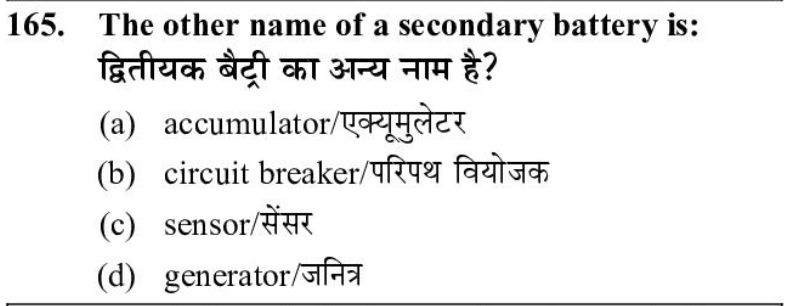 165. The other name of a secondary battery is:
द्वितीयक बैट्री का अन्य नाम है?
(a) accumulator/एक्यूमुलेटर
(b) circuit breaker/परिपथ वियोजक
(c) sensor/सेंसर
(d) generator/जनित्र